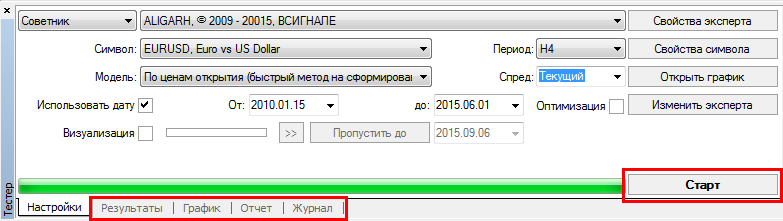 Советник ALIGARH, © 2009 - 20015, ВСИГНАПЕ Свойства эксперта
Символ: EURUSD, Euro vs US Dollar Период: H4 Свойства символа
Модель: По ценам открытия (быстрый метод на сформирован Спред: Текущий Открыть график
Использовать дату От: 2010.01.15 до: 2015.06.01 Оптимизация Изменить эксперта
Визуализация >> Пропустить до 2015.09.06
Старт
Настройки Результаты График Отчет Журнал
Тестер